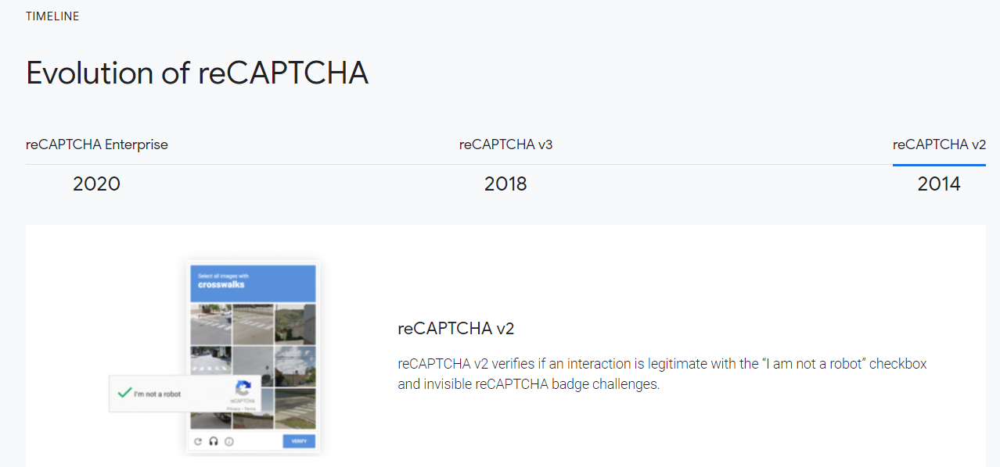 TIMELINE
Evolution of reCAPTCHA
reCAPTCHA Enterprise
reCAPTCHA v3
reCAPTCHA v2
2020
2018
2014
Select all images with
crosswalks
I'm not a robot
reCAPTCHA
Privacy - Terms
VERIFY
reCAPTCHA v2
reCAPTCHA v2 verifies if an interaction is legitimate with the “I am not a robot” checkbox
and invisible reCAPTCHA badge challenges.